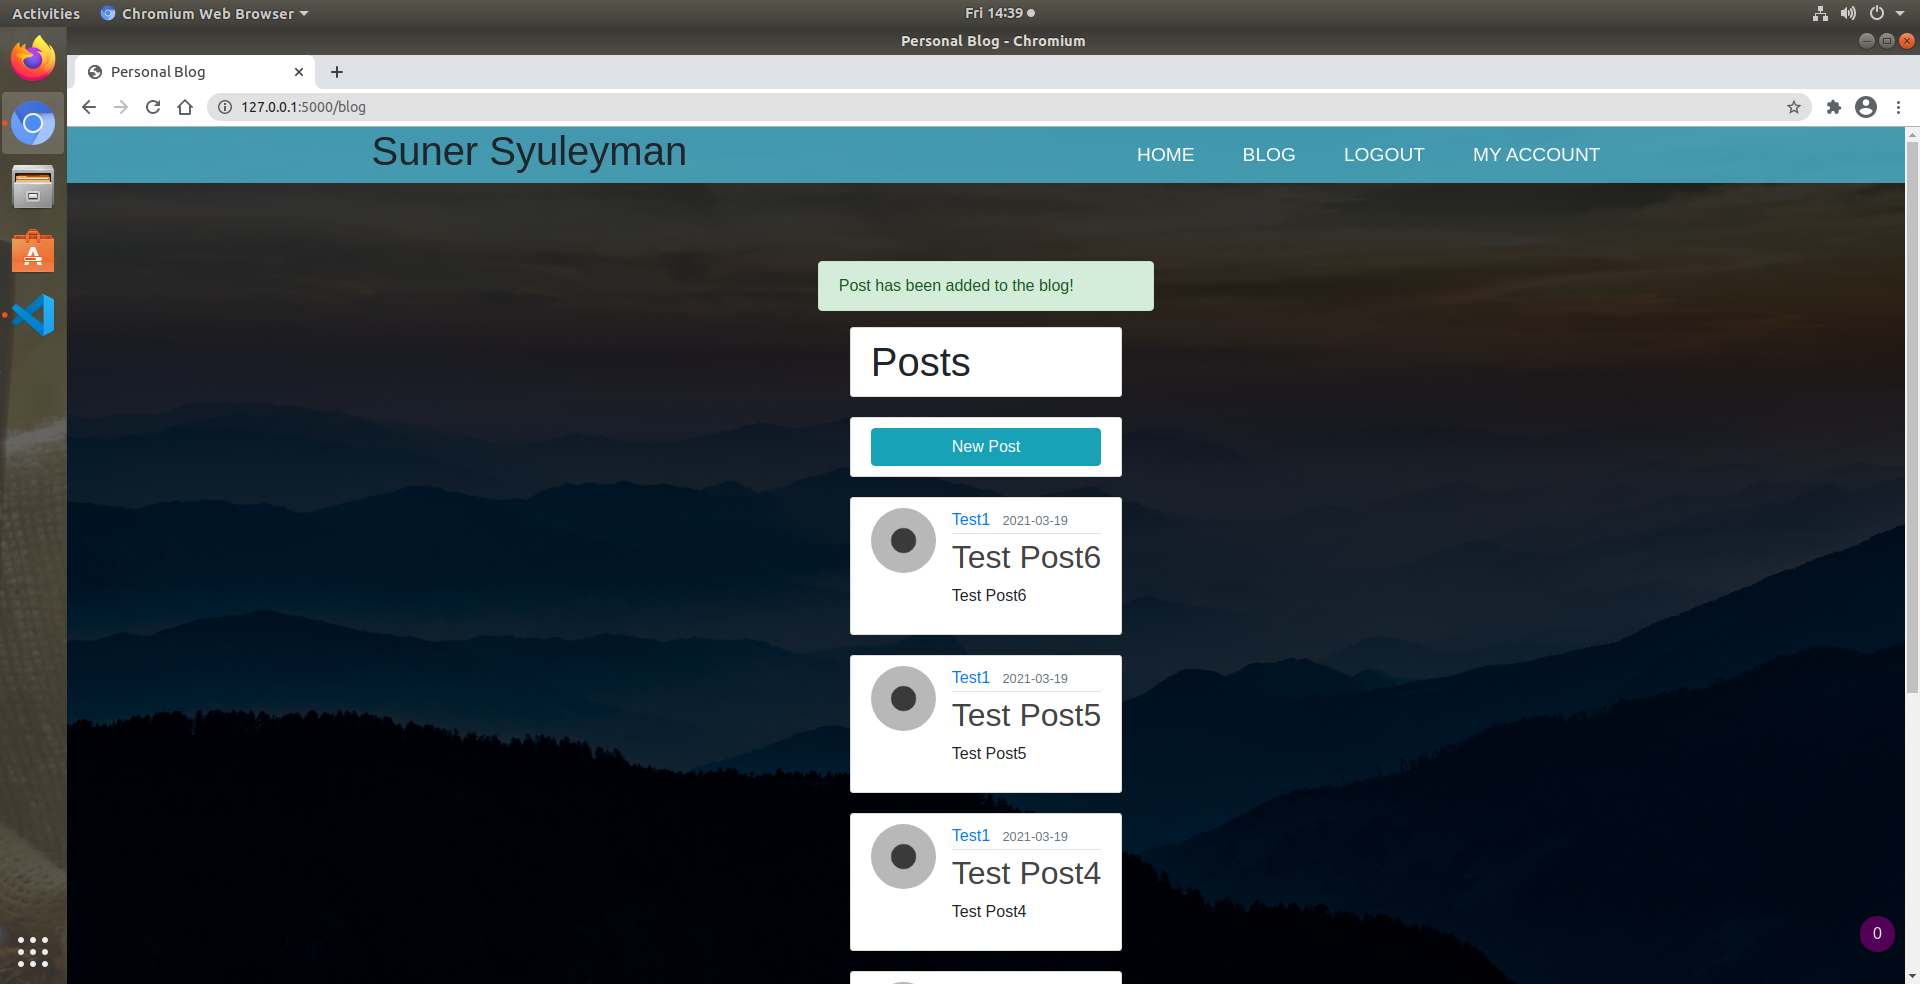 Activities
Chromium Web Browser
Fri 14:39
Personal Blog - Chromium
Personal Blog
127.0.0.1:5000/blog
Suner Syuleyman
HOME BLOG LOGOUT MY ACCOUNT
Post has been added to the blog!
Posts
New Post
Test1 2021-03-19
Test Post6
Test Post6
Test1 2021-03-19
Test Post5
Test Post5
Test1 2021-03-19
Test Post4
Test Post4
0